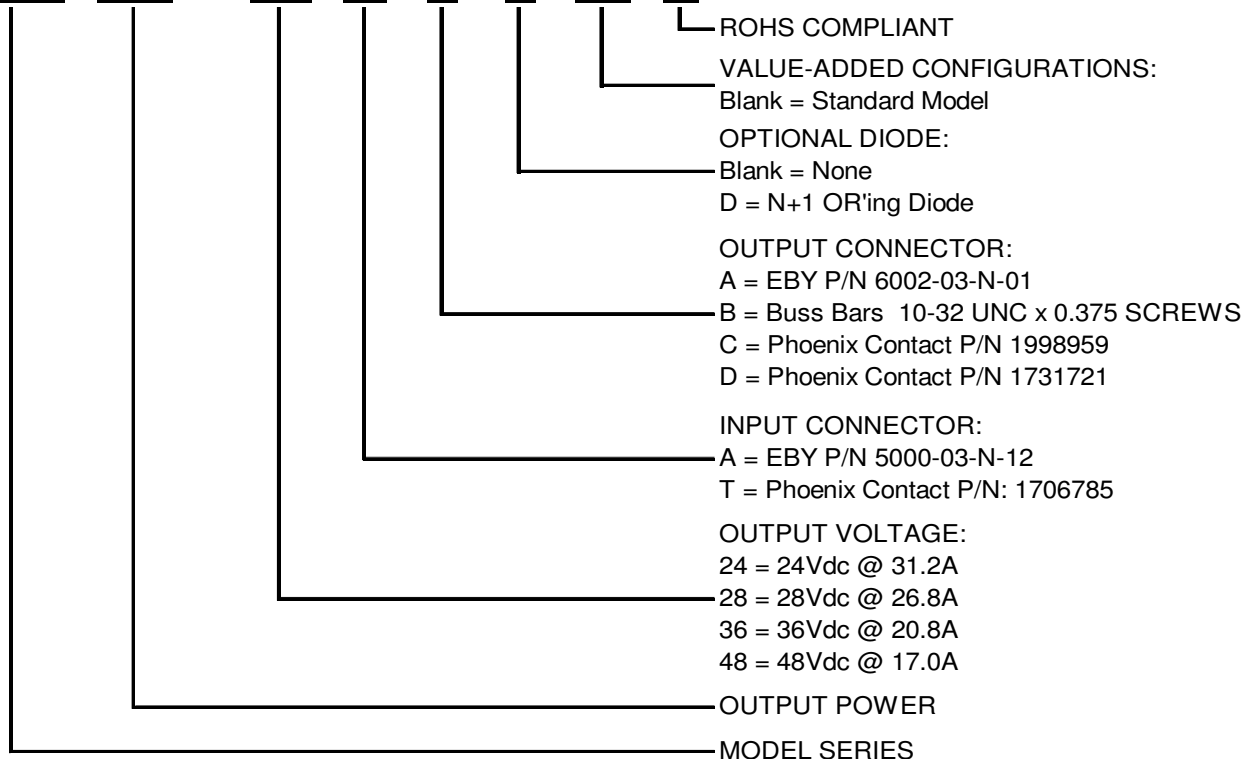 ROHS COMPLIANT
VALUE-ADDED CONFIGURATIONS:
Blank = Standard Model
OPTIONAL DIODE:
Blank = None
D = N+1 OR'ing Diode
OUTPUT CONNECTOR:
A = EBY P/N 6002-03-N-01
B = Buss Bars  10-32 UNC x 0.375 SCREWS
C = Phoenix Contact P/N 1998959
D = Phoenix Contact P/N 1731721
INPUT CONNECTOR:
A = EBY P/N 5000-03-N-12
T = Phoenix Contact P/N: 1706785
OUTPUT VOLTAGE:
24 = 24Vdc @ 31.2A
28 = 28Vdc @ 26.8A
36 = 36Vdc @ 20.8A
48 = 48Vdc @ 17.0A
OUTPUT POWER
MODEL SERIES